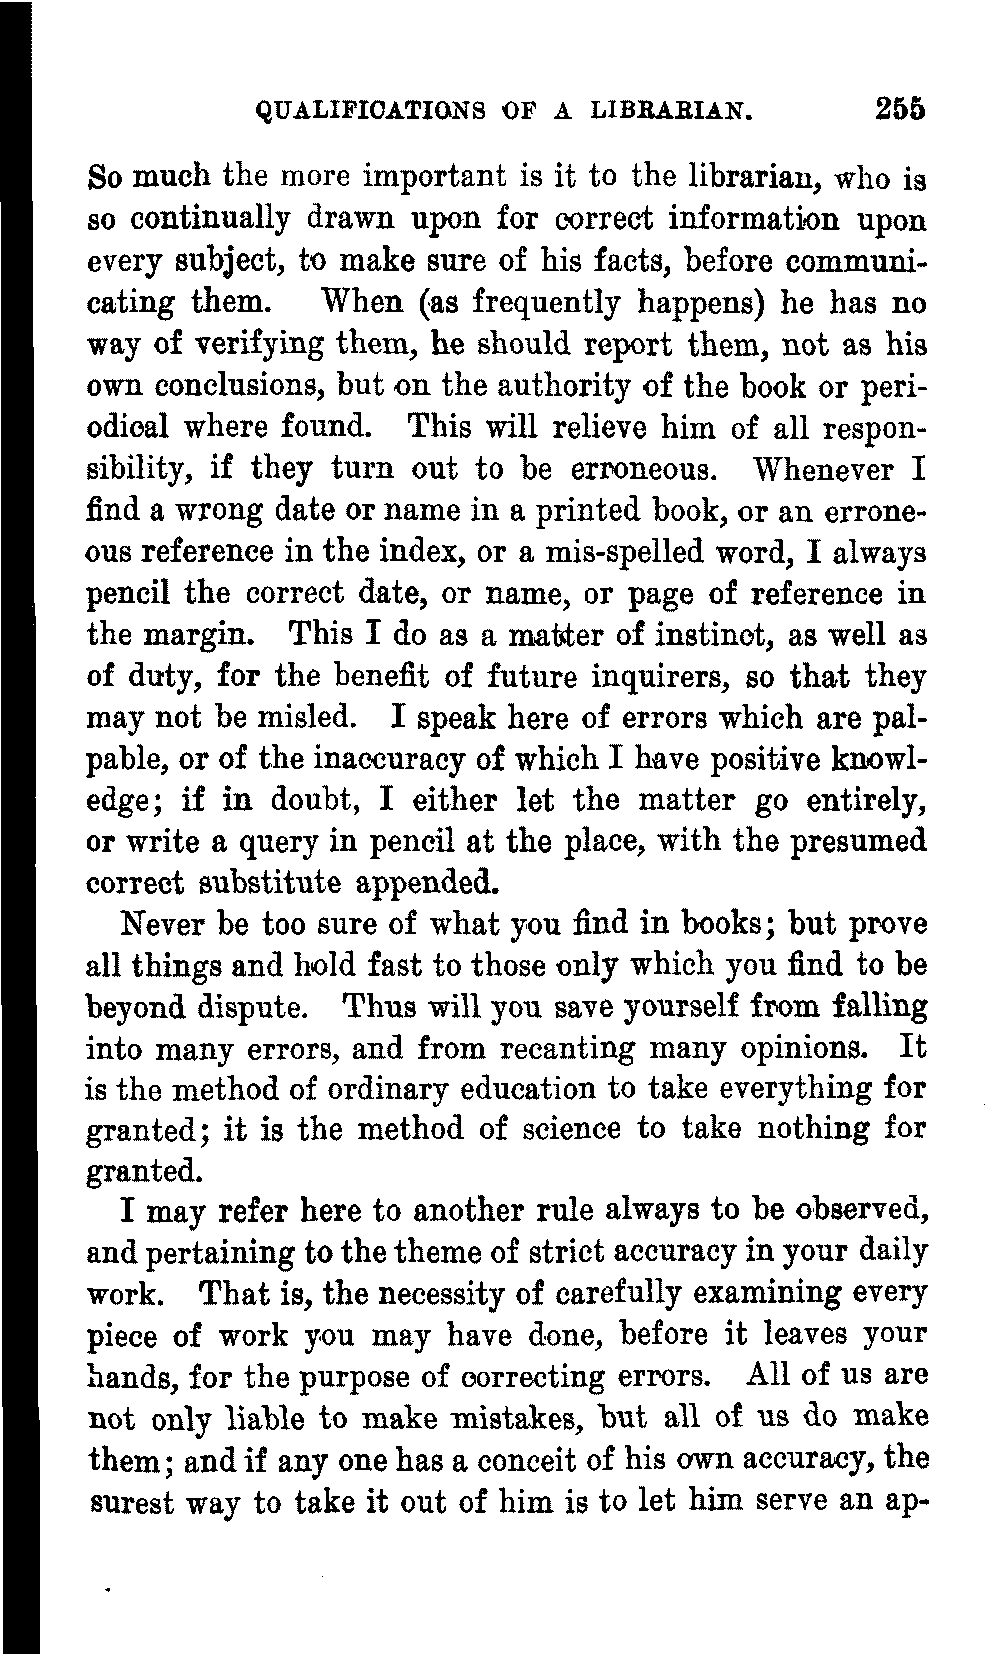 QUALIFICATIONS OF A LIBRARIAN. 255
So much the more important is it to the librarian, who is
so continually drawn upon for correct information upon
every subject, to make sure of his facts, before communi-
cating them. When (as frequently happens) he has no
way of verifying them, he should report them, not as his
own conclusions, but on the authority of the book or peri-
odical where found. This will relieve him of all respon-
sibility, if they turn out to be erroneous. Whenever I
find a wrong date or name in a printed book, or an errone-
ous reference in the index, or a mis-spelled word, I always
pencil the correct date, or name, or page of reference in
the margin. This I do as a matter of instinct, as well as
of duty, for the benefit of future inquirers, so that they
may not be misled. I speak here of errors which are pal-
pable, or of the inaccuracy of which I have positive knowl-
edge; if in doubt, I either let the matter go entirely,
or write a query in pencil at the place, with the presumed
correct substitute appended.
Never be too sure of what you find in books; but prove
all things and hold fast to those only which you find to be
beyond dispute. Thus will you save yourself from falling
into many errors, and from recanting many opinions. It
is the method of ordinary education to take everything for
granted; it is the method of science to take nothing for
granted.
I may refer here to another rule always to be observed,
and pertaining to the theme of strict accuracy in your daily
work. That is, the necessity of carefully examining every
piece of work you may have done, before it leaves your
hands, for the purpose of correcting errors. All of us are
not only liable to make mistakes, but all of us do make
them; and if any one has a conceit of his own accuracy, the
surest way to take it out of him is to let him serve an ap-